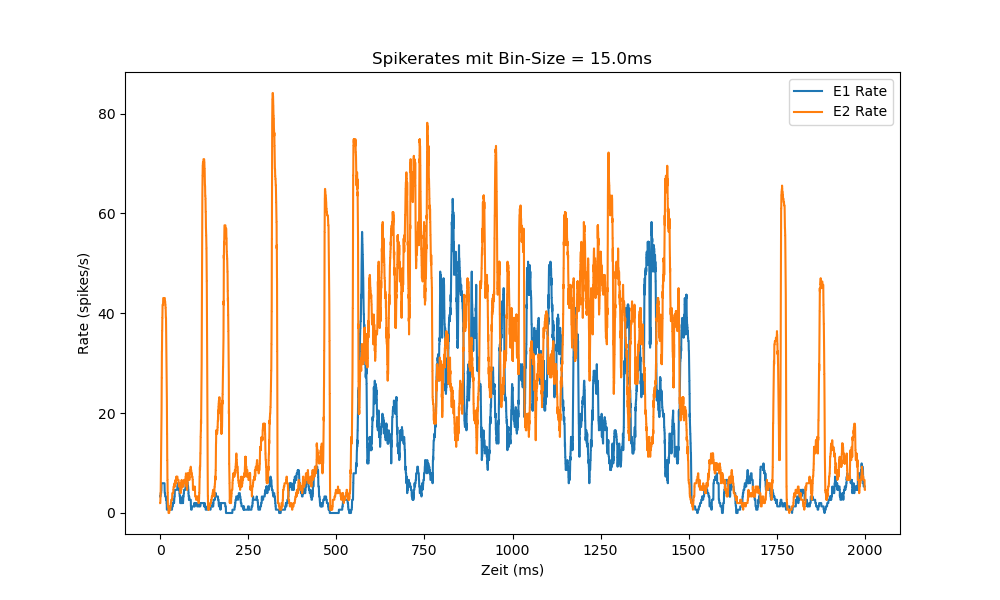 Spikerates mit Bin-Size = 15.0ms
E1 Rate
E2 Rate
Rate (spikes/s)
80
60
40
20
0
0 250 500 750 1000 1250 1500 1750 2000
Zeit (ms)